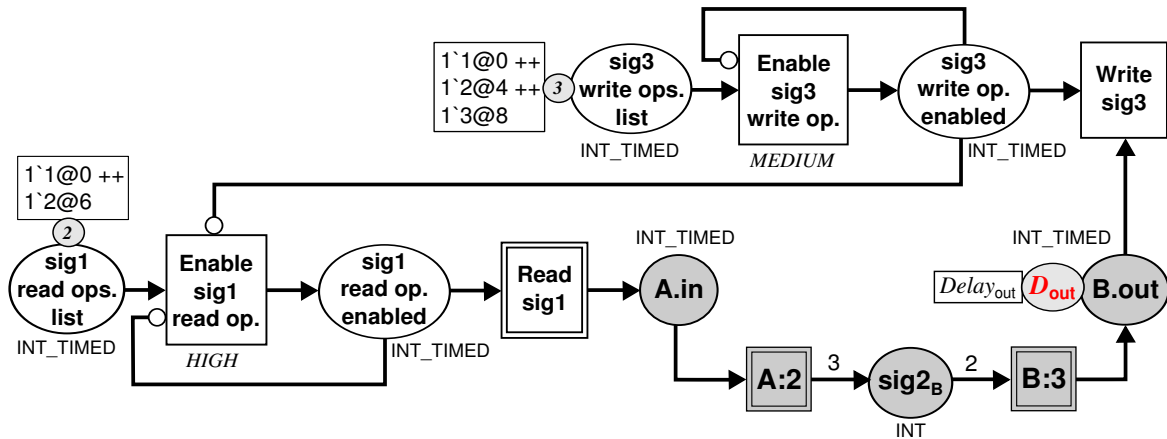 1`1@0 ++
1`2@4 ++
1`3@8
3
sig3
write ops.
list
INT_TIMED
Enable
sig3
write op.
MEDIUM
sig3
write op.
enabled
INT_TIMED
Write
sig3
1`1@0 ++
1`2@6
2
sig1
read ops.
list
INT_TIMED
Enable
sig1
read op.
HIGH
sig1
read op.
enabled
INT_TIMED
Read
sig1
INT_TIMED
A.in
A:2
3
sig2B
INT
2
B:3
INT_TIMED
Delayout
Dout
B.out